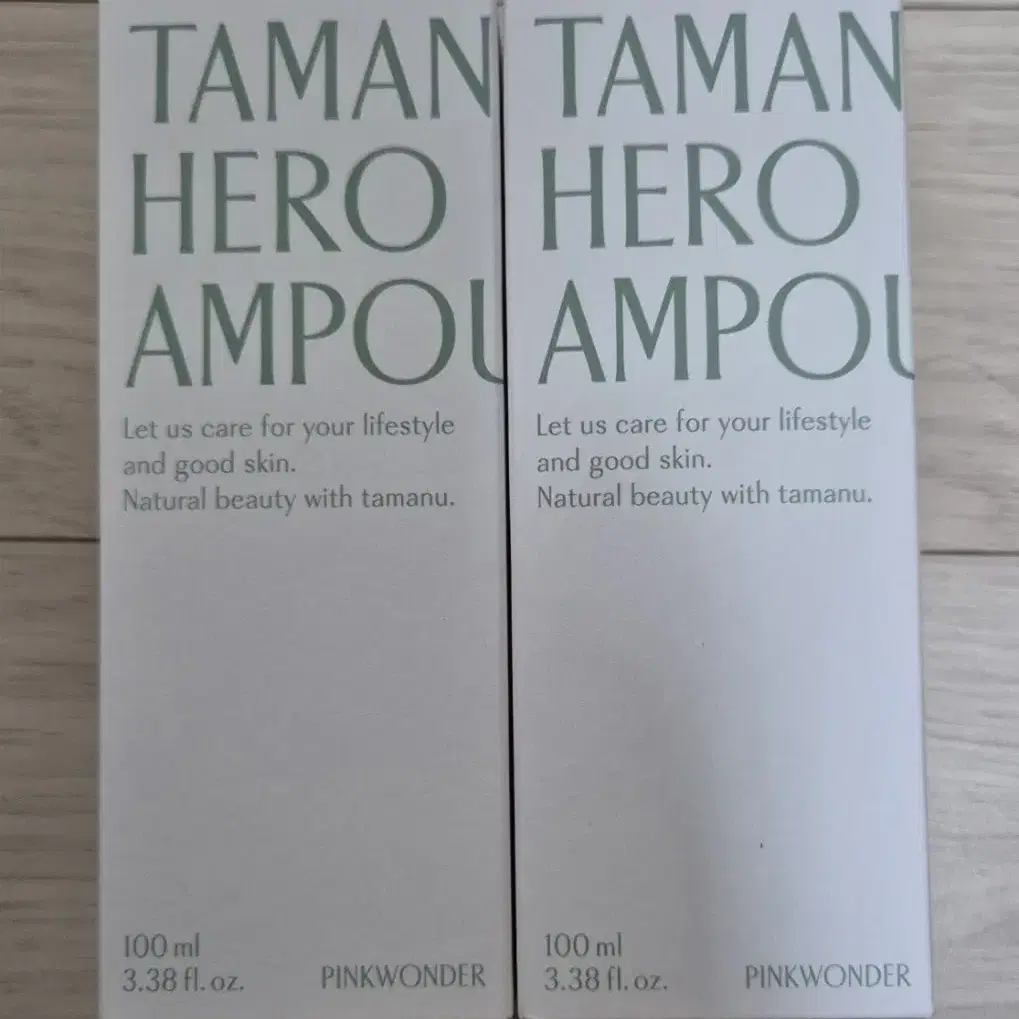 TAMAN
HERO
AMPOU
Let us care for your lifestyle
and good skin.
Natural beauty with tamanu.
100 ml
3.38 fl. oz.
PINKWONDER
TAMAN
HERO
AMPOU
Let us care for your lifestyle
and good skin.
Natural beauty with tamanu.
100 ml
3.38 fl. oz.
PINKWONDER